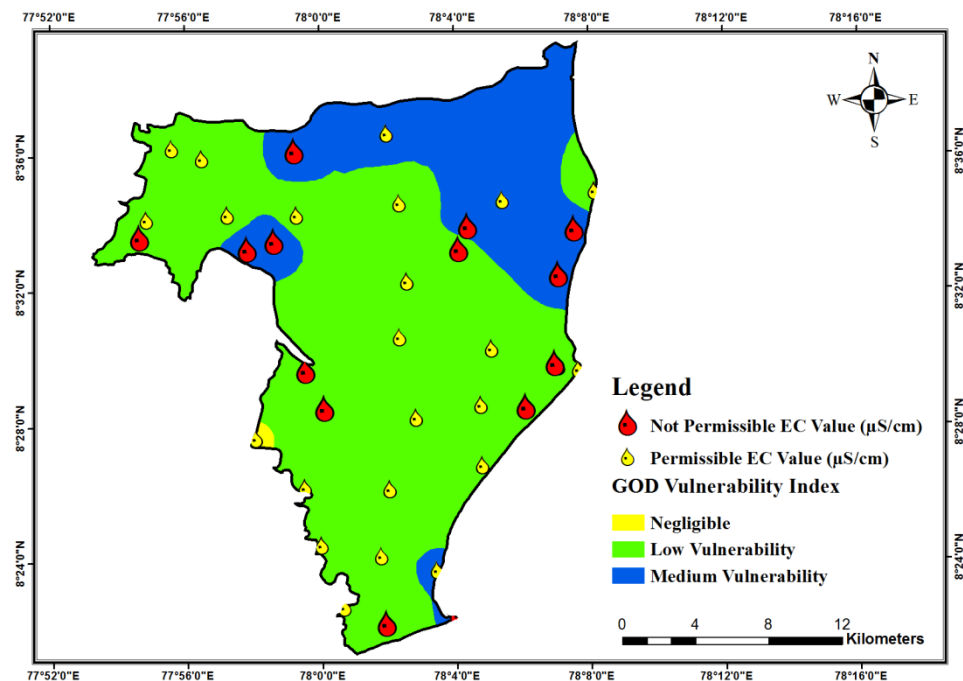 77°52'0"E 77°56'0"E 78°0'0"E 78°4'0"E 78°8'0"E 78°12'0"E 78°16'0"E
N
W E
S
8°36'0"N 8°36'0"N
8°32'0"N 8°32'0"N
Legend
Not Permissible EC Value (µS/cm)
8°28'0"N 8°28'0"N
Permissible EC Value (µS/cm)
GOD Vulnerability Index
Negligible
Low Vulnerability
8°24'0"N 8°24'0"N
Medium Vulnerability
0 4 8 12
Kilometers
77°52'0"E 77°56'0"E 78°0'0"E 78°4'0"E 78°8'0"E 78°12'0"E 78°16'0"E